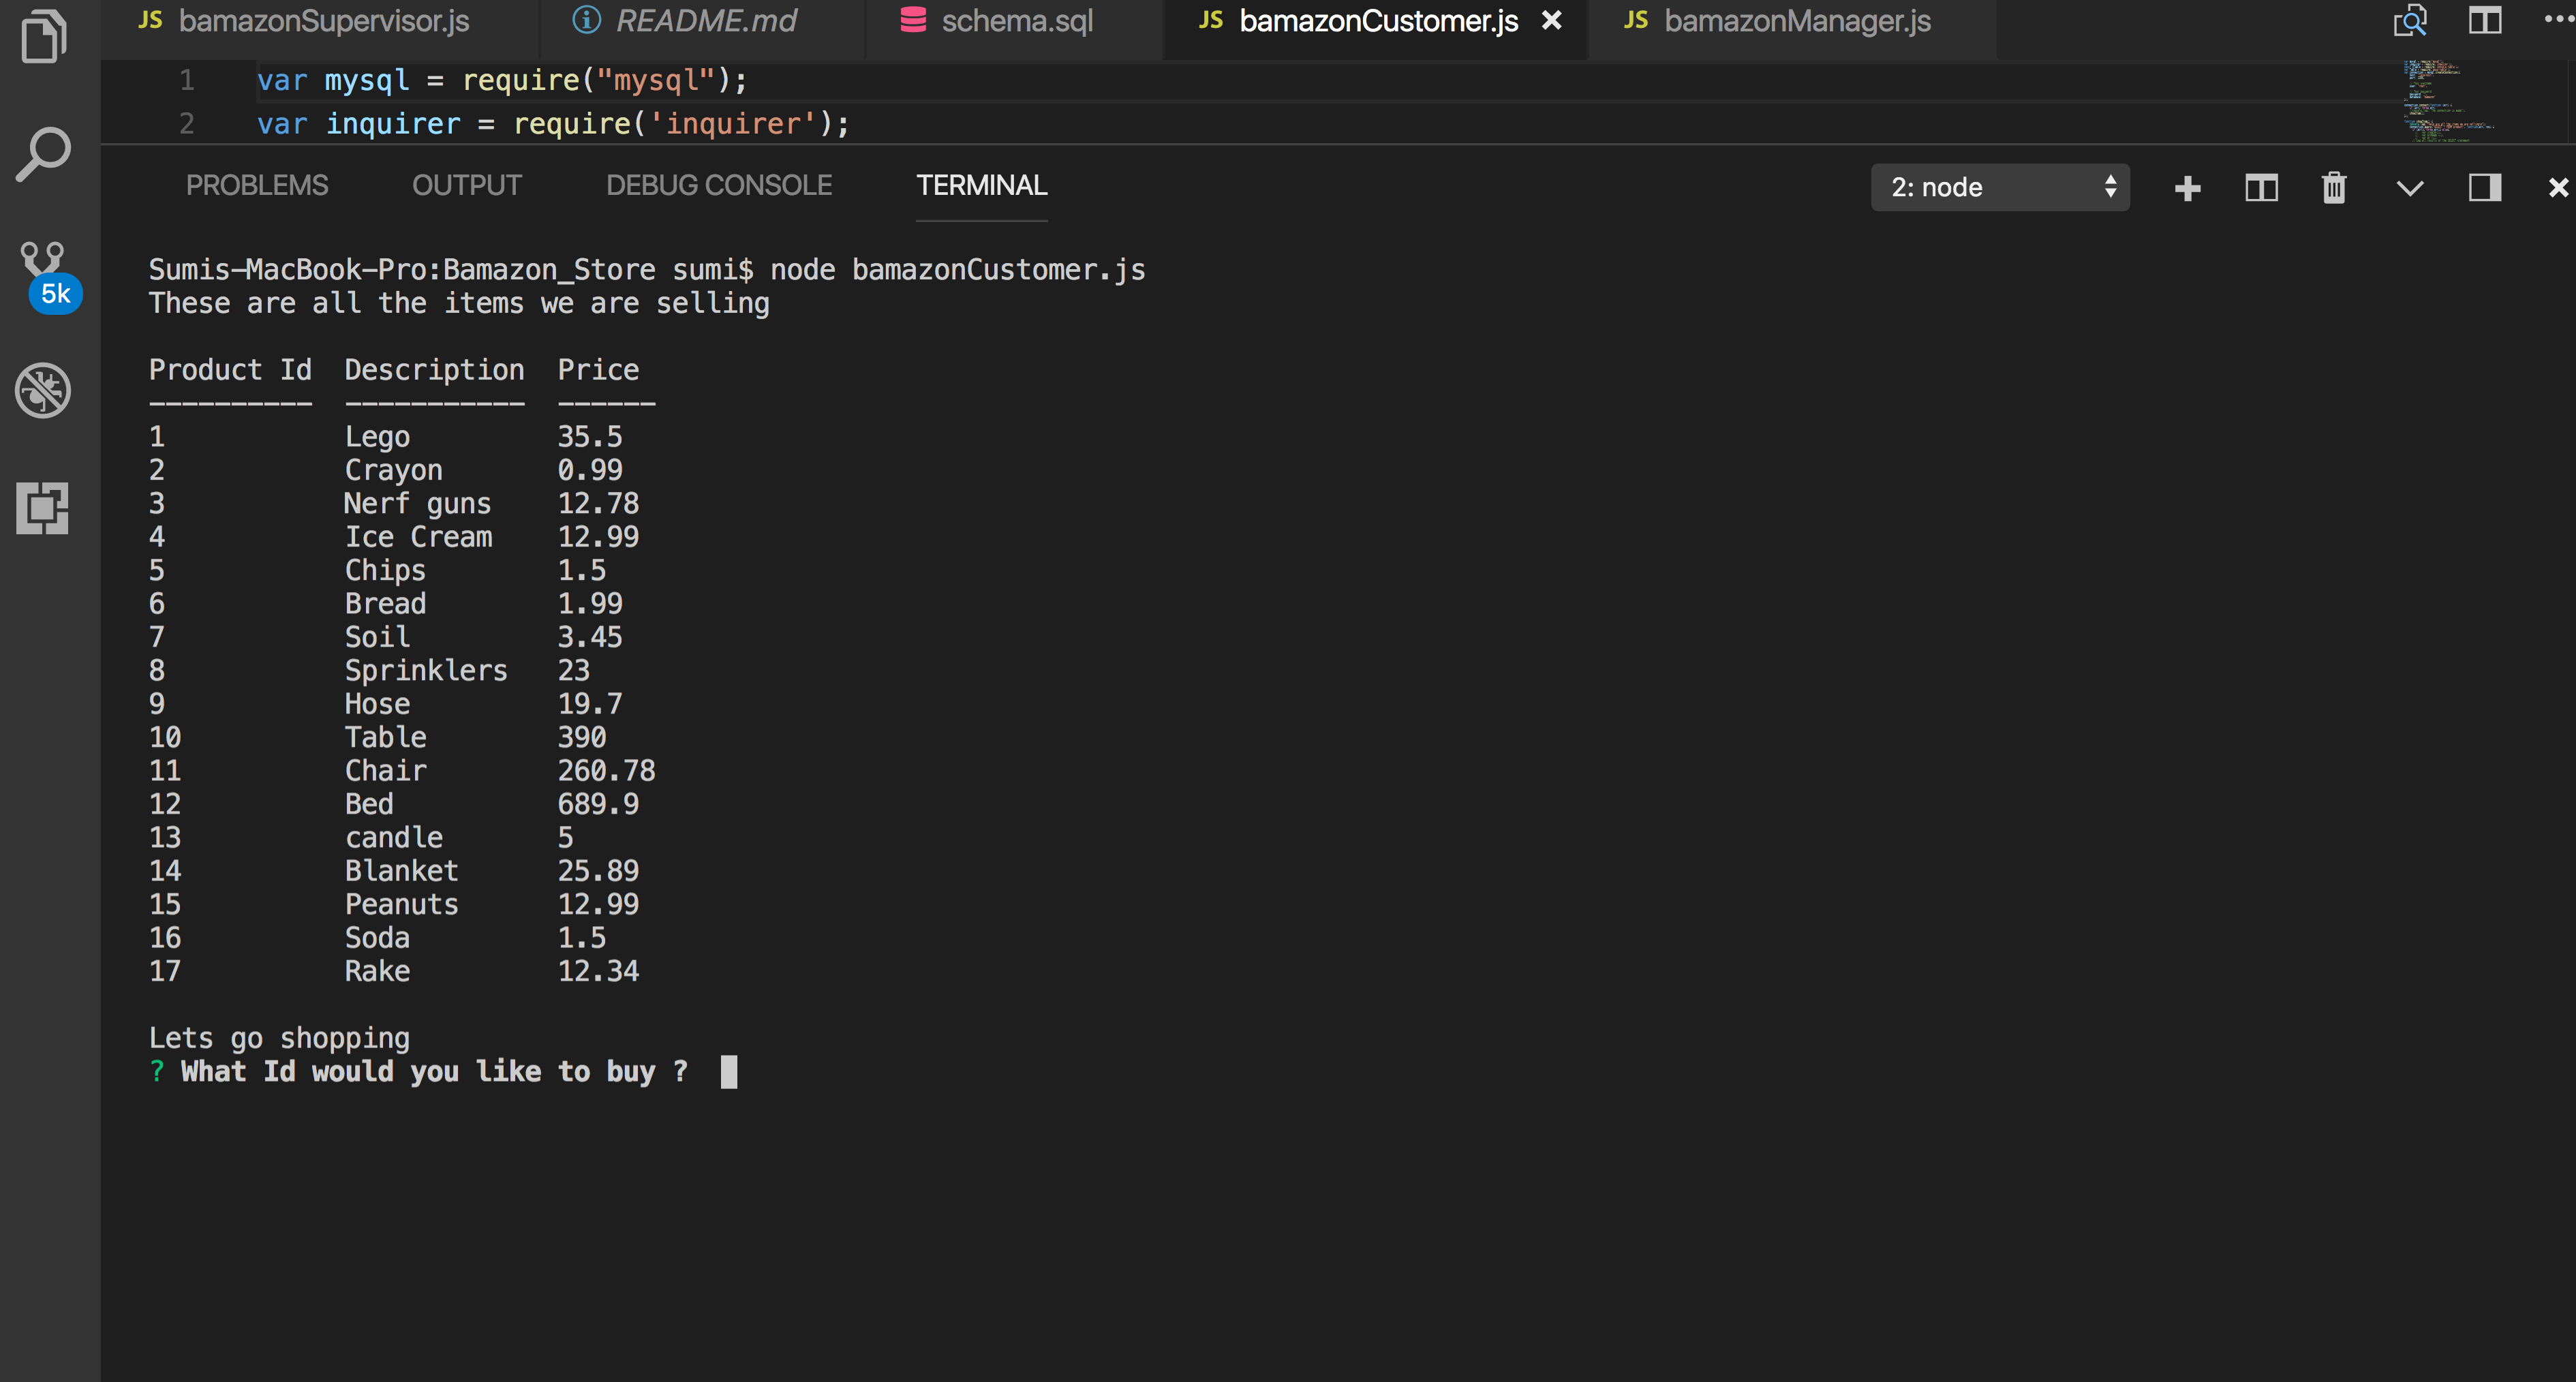 JS bamazonSupervisor.js README.md schema.sql JS bamazonCustomer.js JS bamazonManager.js
1 var mysql = require("mysql");
2 var inquirer = require('inquirer');
PROBLEMS OUTPUT DEBUG CONSOLE TERMINAL 2: node
5k
Sumis-MacBook-Pro:Bamazon_Store sumi$ node bamazonCustomer.js
These are all the items we are selling
Product Id Description Price
---------- ----------- ------
1 Lego 35.5
2 Crayon 0.99
3 Nerf guns 12.78
4 Ice Cream 12.99
5 Chips 1.5
6 Bread 1.99
7 Soil 3.45
8 Sprinklers 23
9 Hose 19.7
10 Table 390
11 Chair 260.78
12 Bed 689.9
13 candle 5
14 Blanket 25.89
15 Peanuts 12.99
16 Soda 1.5
17 Rake 12.34
Lets go shopping
? What Id would you like to buy ?